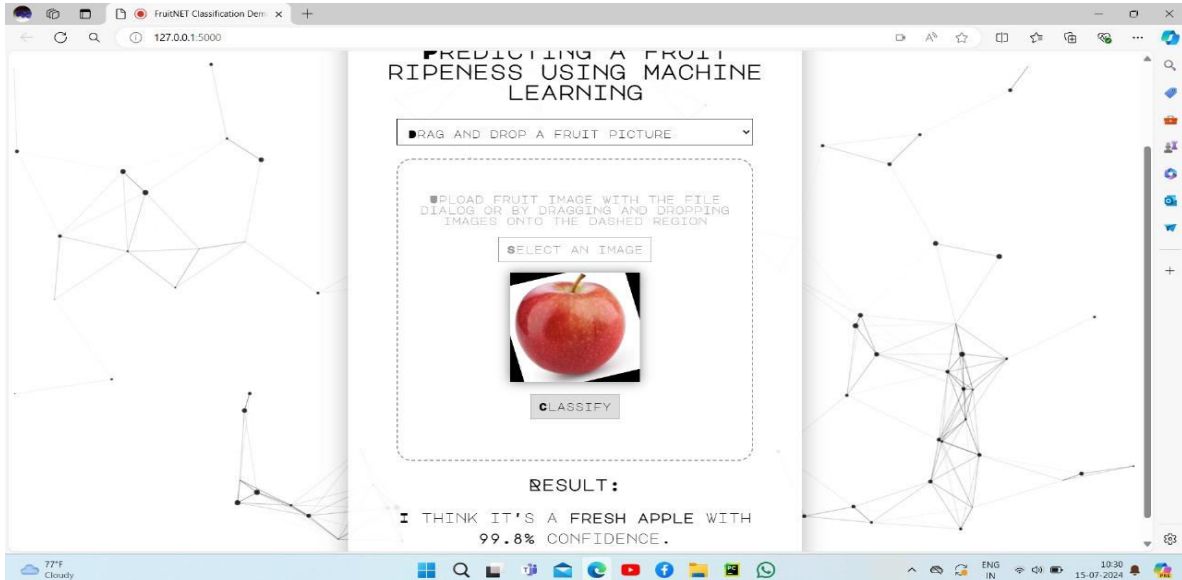 FruitNET Classification Dem
127.0.0.1:5000
PREDICTING A FRUIT
RIPENESS USING MACHINE
LEARNING
DRAG AND DROP A FRUIT PICTURE
UPLOAD FRUIT IMAGE WITH THE FILE
DIALOG OR BY DRAGGING AND DROPPING
IMAGES ONTO THE DASHED REGION
SELECT AN IMAGE
CLASSIFY
RESULT:
I THINK IT'S A FRESH APPLE WITH
99.8% CONFIDENCE.
77°F
Cloudy
ENG
IN
10:30
15-07-2024